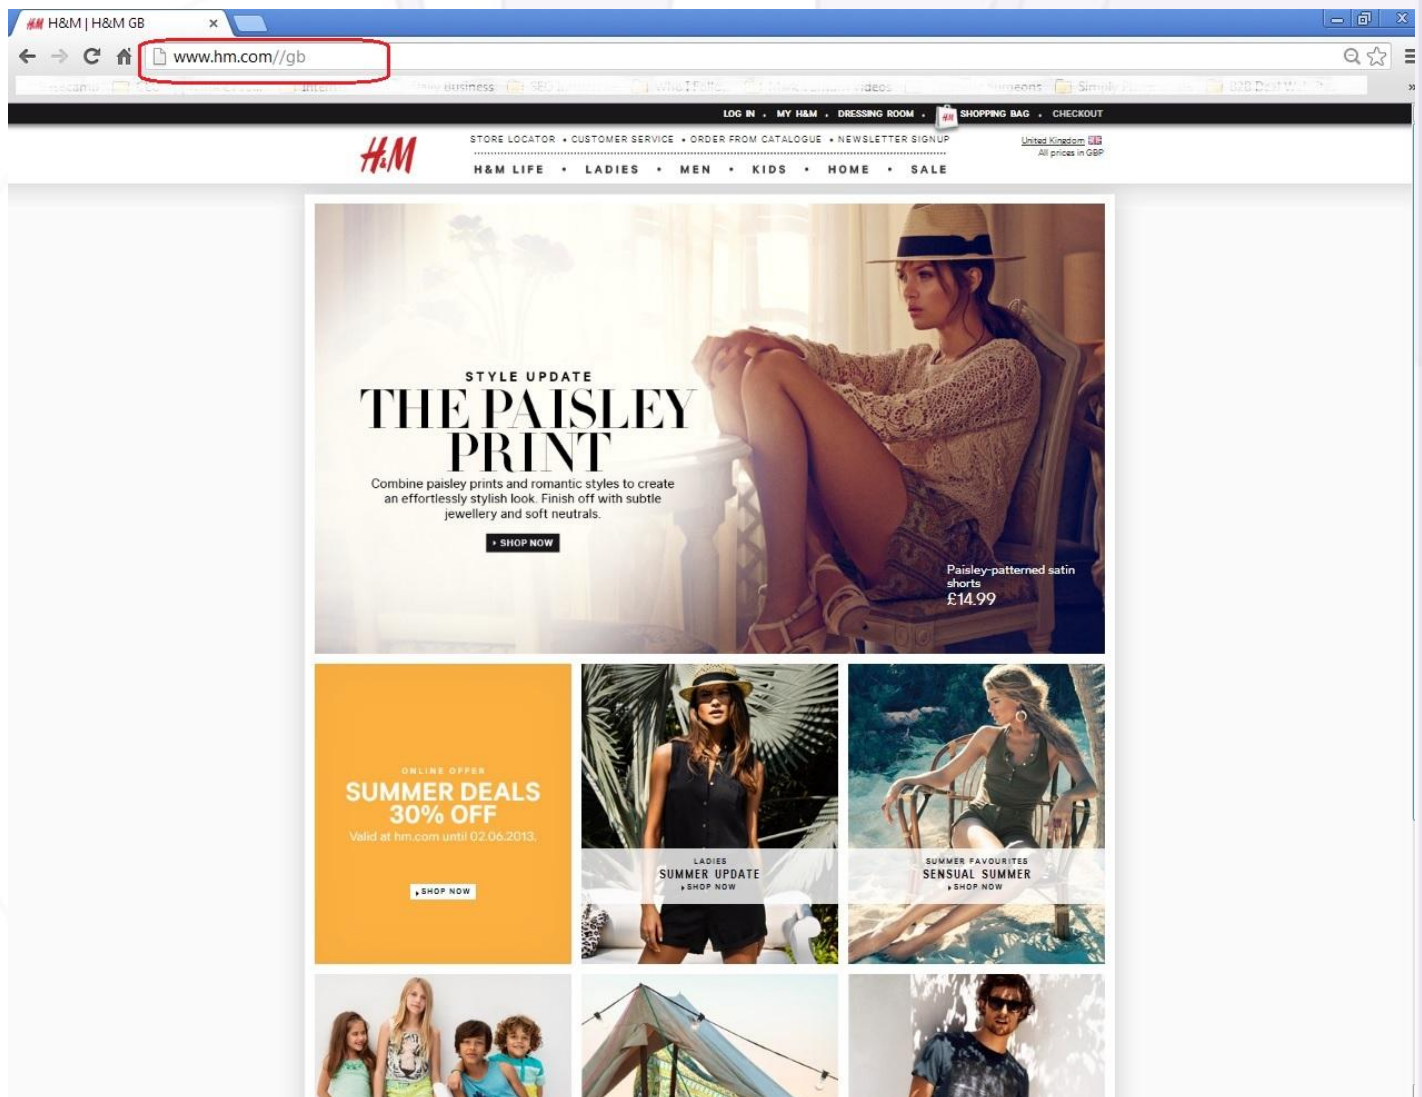 H&M | H&M GB
www.hm.com//gb
Business
LOG IN . MY H&M . DRESSING ROOM . H&M SHOPPING BAG . CHECKOUT
STORE LOCATOR • CUSTOMER SERVICE • ORDER FROM CATALOGUE • NEWSLETTER SIGNUP
United Kingdom
All prices in GBP
H&M
H&M LIFE • LADIES • MEN • KIDS • HOME • SALE
STYLE UPDATE
THE PAISLEY
PRINT
Combine paisley prints and romantic styles to create
an effortlessly stylish look. Finish off with subtle
jewellery and soft neutrals.
SHOP NOW
Paisley-patterned satin
shorts
£14.99
ONLINE OFFER
SUMMER DEALS
30% OFF
Valid at hm.com until 02.06.2013.
SHOP NOW
LADIES
SUMMER UPDATE
SHOP NOW
SUMMER FAVOURITES
SENSUAL SUMMER
SHOP NOW